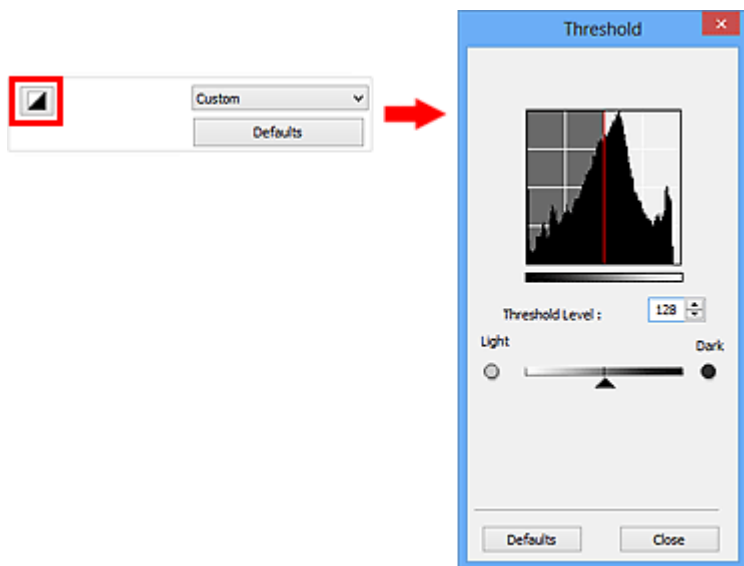 Custom
Defaults
Threshold
Threshold Level :
128
Light
Dark
Defaults
Close